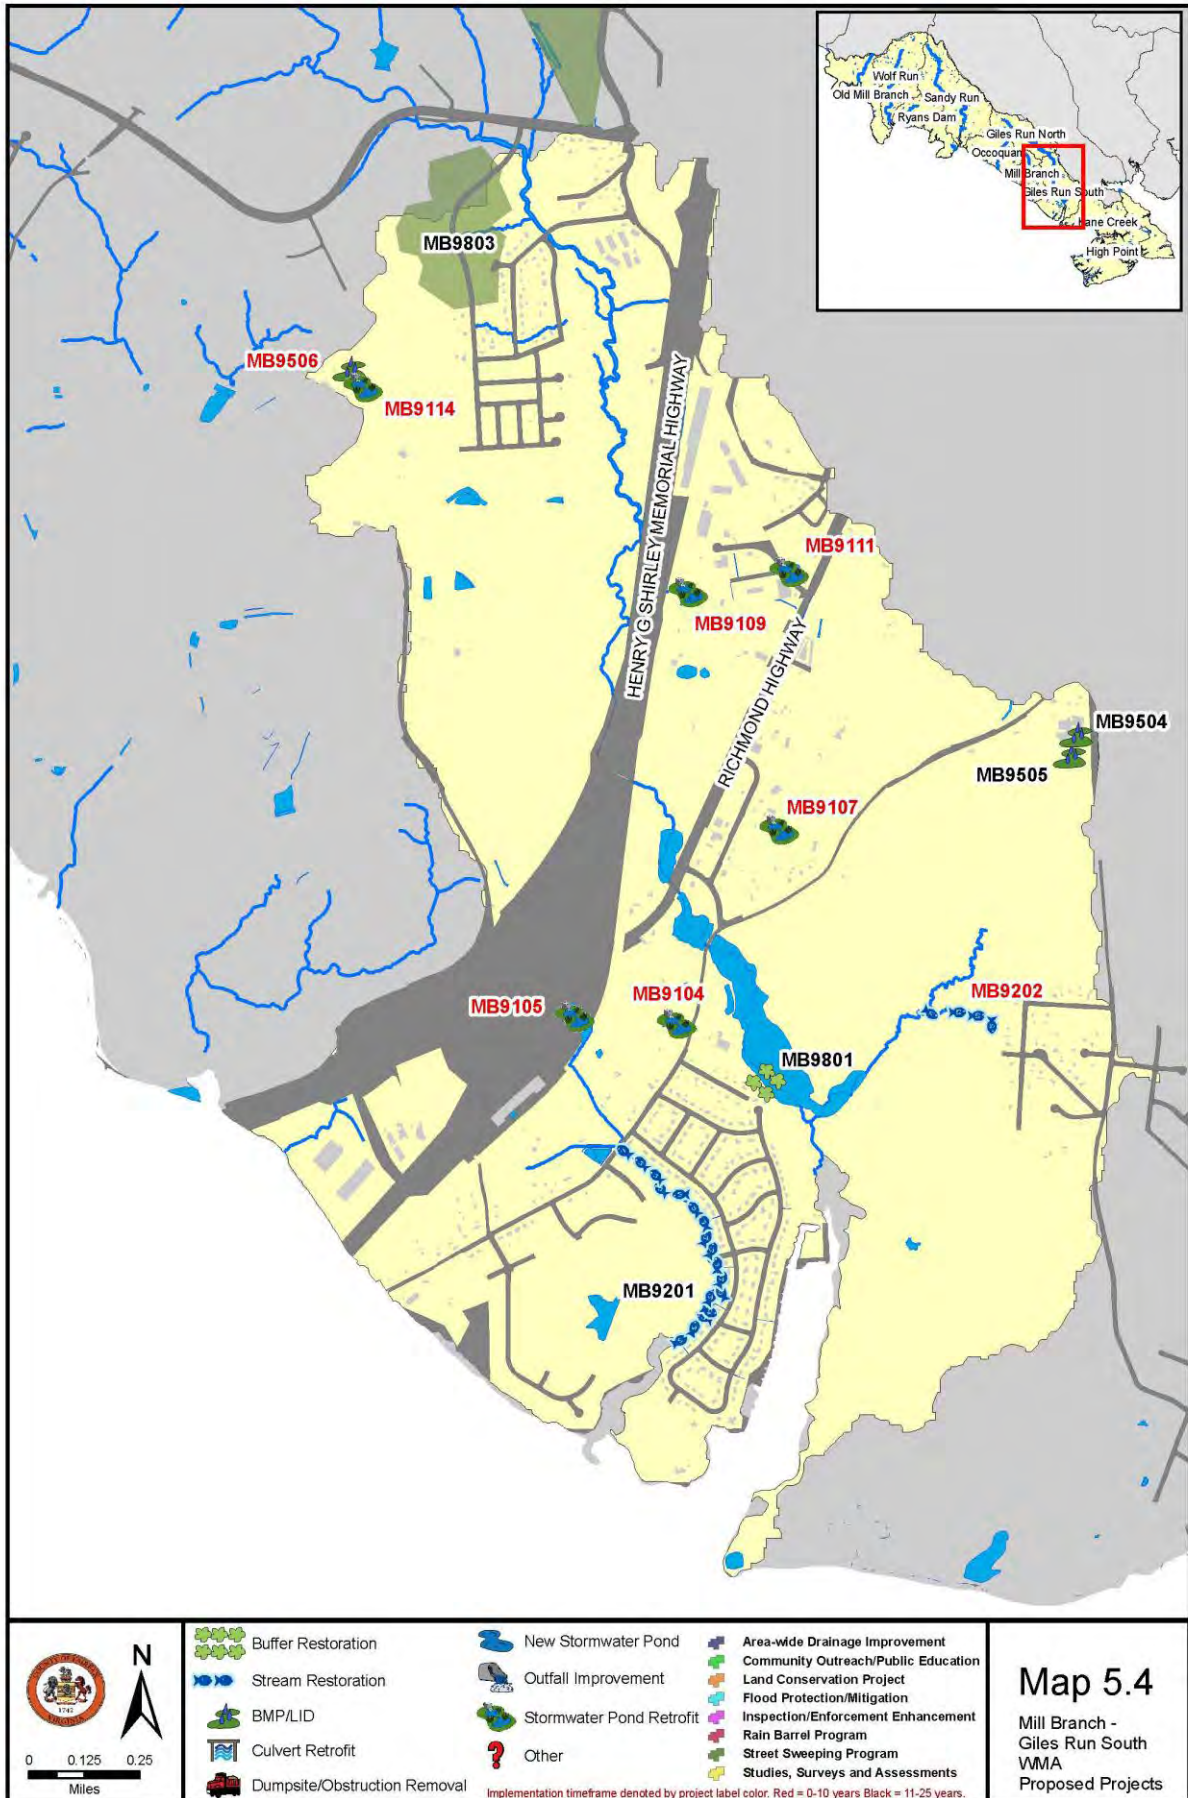 Wolf Run
Old Mill Branch
Sandy Run
Ryans Dam
Giles Run North
Occoquan
Mill Branch
Giles Run South
Kane Creek
High Point
MB9803
MB9506
MB9114
HENRY G SHIRLEY MEMORIAL HIGHWAY
MB9111
MB9109
RICHMOND HIGHWAY
MB9504
MB9505
MB9107
MB9105
MB9104
MB9202
MB9801
MB9201
COUNTY OF FAIRFAX
1742
VIRGINIA
N
0 0.125 0.25
Miles
Buffer Restoration
Stream Restoration
BMP/LID
Culvert Retrofit
Dumpsite/Obstruction Removal
New Stormwater Pond
Outfall Improvement
Stormwater Pond Retrofit
Other
Area-wide Drainage Improvement
Community Outreach/Public Education
Land Conservation Project
Flood Protection/Mitigation
Inspection/Enforcement Enhancement
Rain Barrel Program
Street Sweeping Program
Studies, Surveys and Assessments
Implementation timeframe denoted by project label color. Red = 0-10 years Black = 11-25 years.
Map 5.4
Mill Branch -
Giles Run South
WMA
Proposed Projects